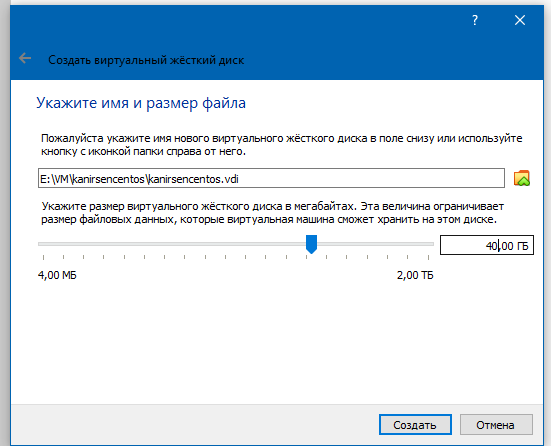 ?
Создать виртуальный жёсткий диск
Укажите имя и размер файла
Пожалуйста укажите имя нового виртуального жёсткого диска в поле снизу или используйте
кнопку с иконкой папки справа от него.
E:\VM\kanirsencentos\kanirsencentos.vdi
Укажите размер виртуального жёсткого диска в мегабайтах. Эта величина ограничивает
размер файловых данных, которые виртуальная машина сможет хранить на этом диске.
40,00 ГБ
4,00 МБ 2,00 ТБ
Создать Отмена